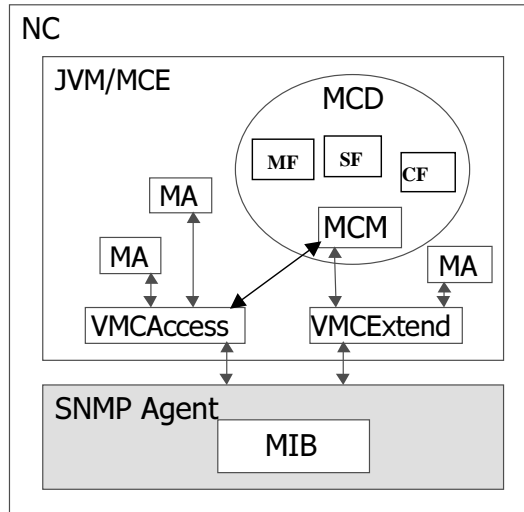 NC
JVM/MCE
MCD
MF
SF
CF
MA
MCM
MA
MA
VMCAccess
VMCExtend
SNMP Agent
MIB